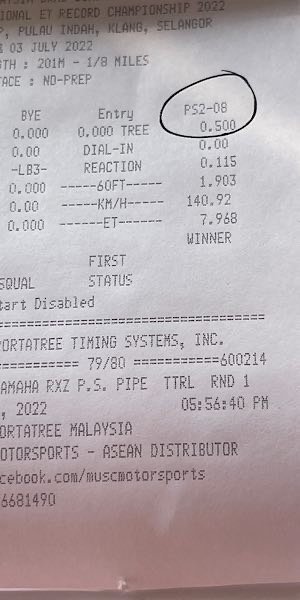 IONAL ET RECORD CHAMPIONSHIP 2022
P, PULAU INDAH, KLANG, SELANGOR
& 03 JULY 2022
GTH : 201M - 1/8 MILES
FACE : NO-PREP
BYE Entry PS2-08
0.000 0.000 TREE 0.500
0.00 DIAL-IN 0.00
-LB3- REACTION 0.115
0.000 -----60FT----- 1.903
0.00 -----KM/H----- 140.92
0.000 ------ET------ 7.968
WINNER
FIRST
SQUAL STATUS
tart Disabled
ORTATREE TIMING SYSTEMS, INC.
=========== 79/80 ===========600214
AMAHA RXZ P.S. PIPE TTRL RND 1
, 2022 05:56:40 PM
ORTATREE MALAYSIA
OTORSPORTS - ASEAN DISTRIBUTOR
cebook.com/muscmotorsports
6681490